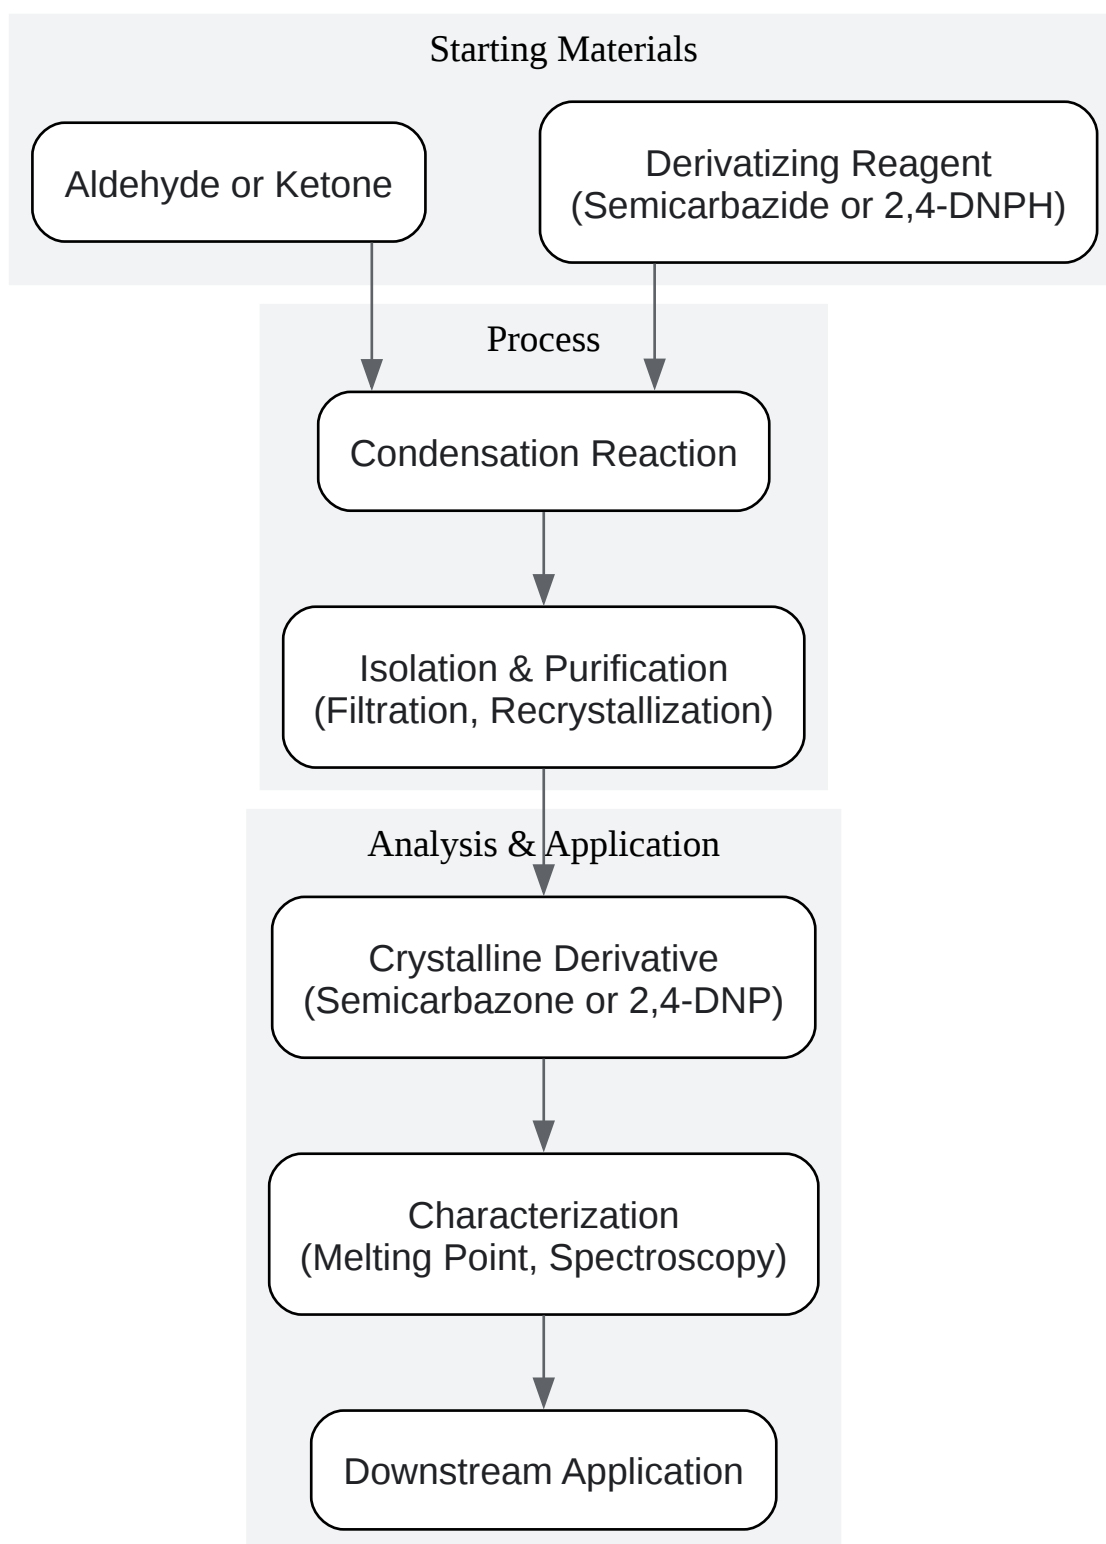 Starting Materials
Aldehyde or Ketone
Derivatizing Reagent
(Semicarbazide or 2,4-DNPH)
Process
Condensation Reaction
Isolation & Purification
(Filtration, Recrystallization)
Analysis & Application
Crystalline Derivative
(Semicarbazone or 2,4-DNP)
Characterization
(Melting Point, Spectroscopy)
Downstream Application